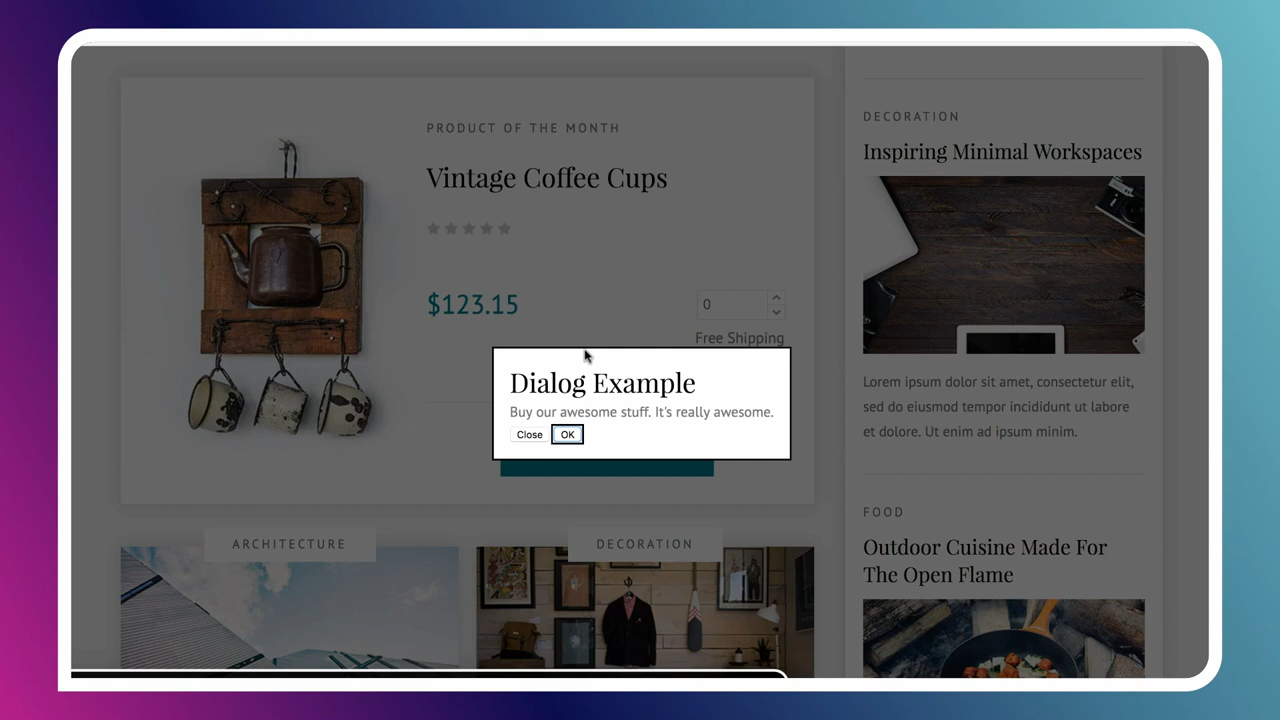 PRODUCT OF THE MONTH
Vintage Coffee Cups
$123.15
0
Free Shipping
Dialog Example
Buy our awesome stuff. It's really awesome.
Close
OK
ARCHITECTURE
DECORATION
DECORATION
Inspiring Minimal Workspaces
Lorem ipsum dolor sit amet, consectetur elit,
sed do eiusmod tempor incididunt ut labore
et dolore. Ut enim ad ipsum minim.
FOOD
Outdoor Cuisine Made For
The Open Flame